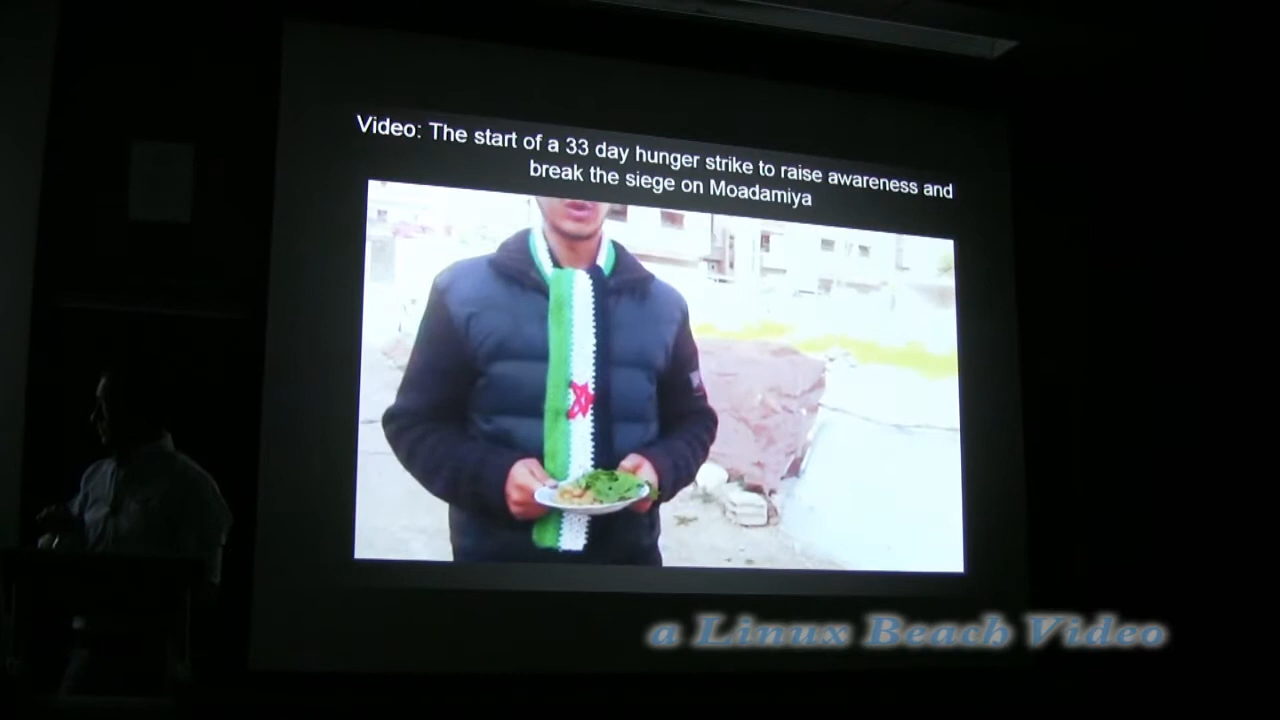 Video: The start of a 33 day hunger strike to raise awareness and
break the siege on Moadamiya
a Linux Beach Video